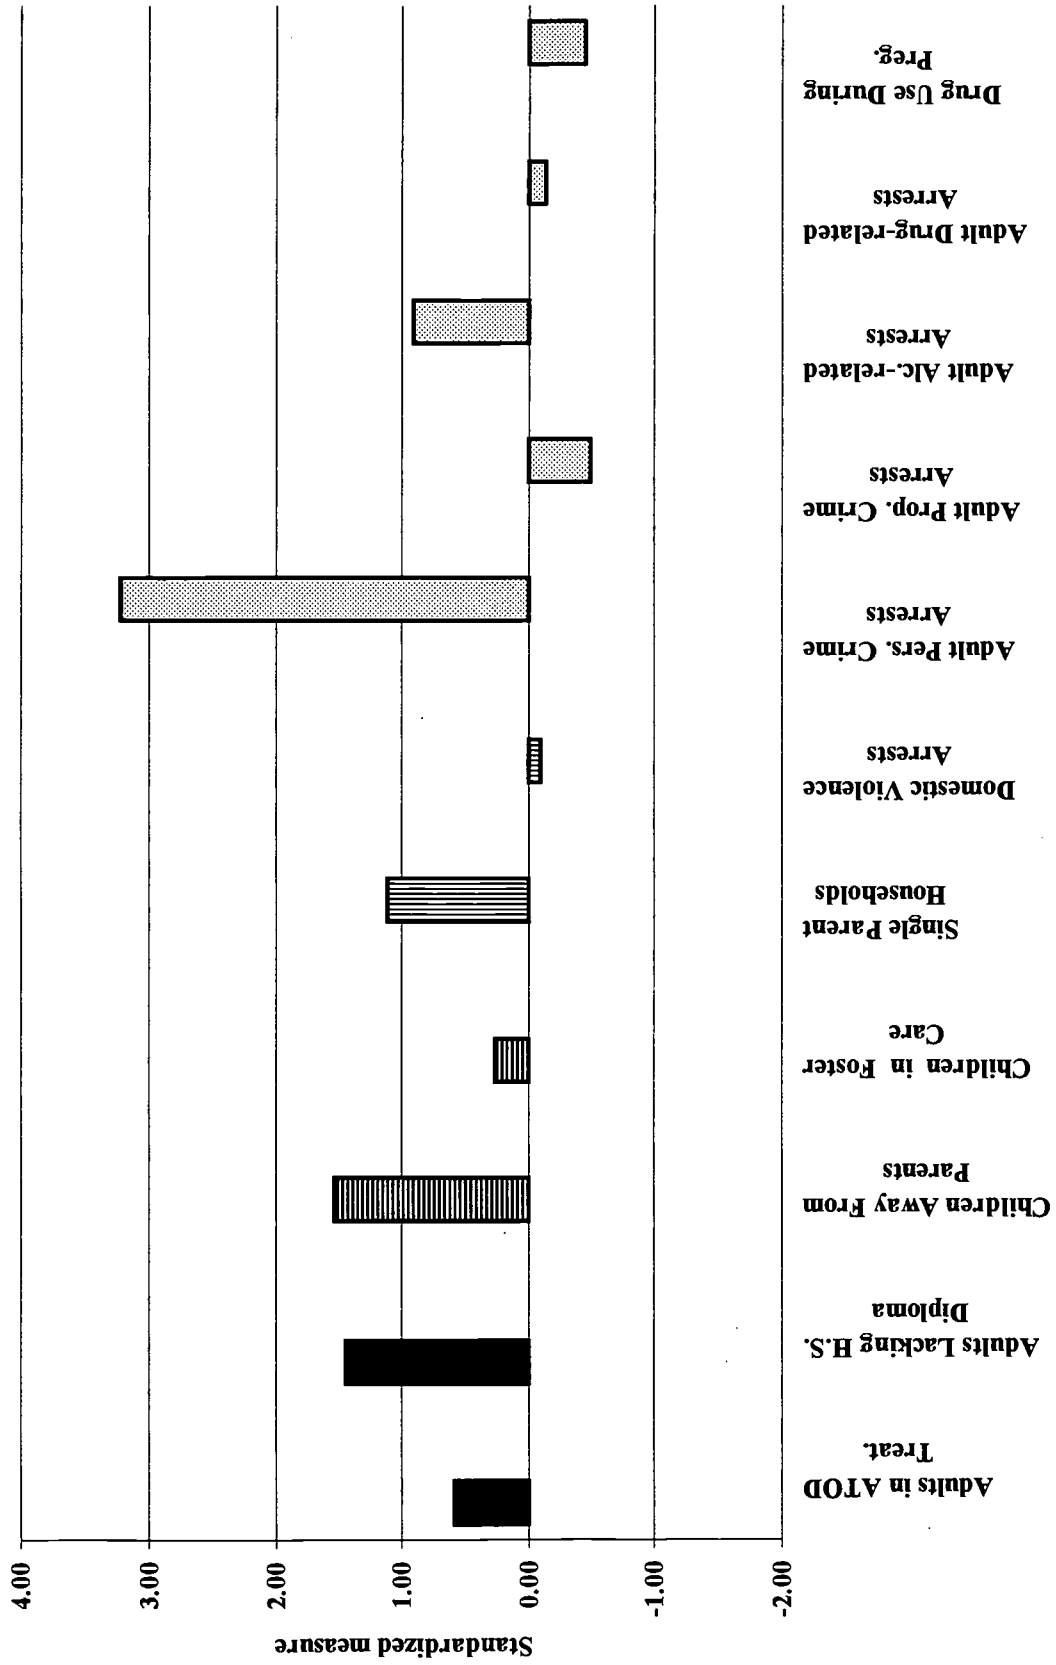 Standardized measure
4.00
3.00
2.00
1.00
0.00
-1.00
-2.00
Adults in ATOD
Treat.
Adults Lacking H.S.
Diploma
Children Away From
Parents
Children in Foster
Care
Single Parent
Households
Domestic Violence
Arrests
Adult Pers. Crime
Arrests
Adult Prop. Crime
Arrests
Adult Alc.-related
Arrests
Adult Drug-related
Arrests
Drug Use During
Preg.